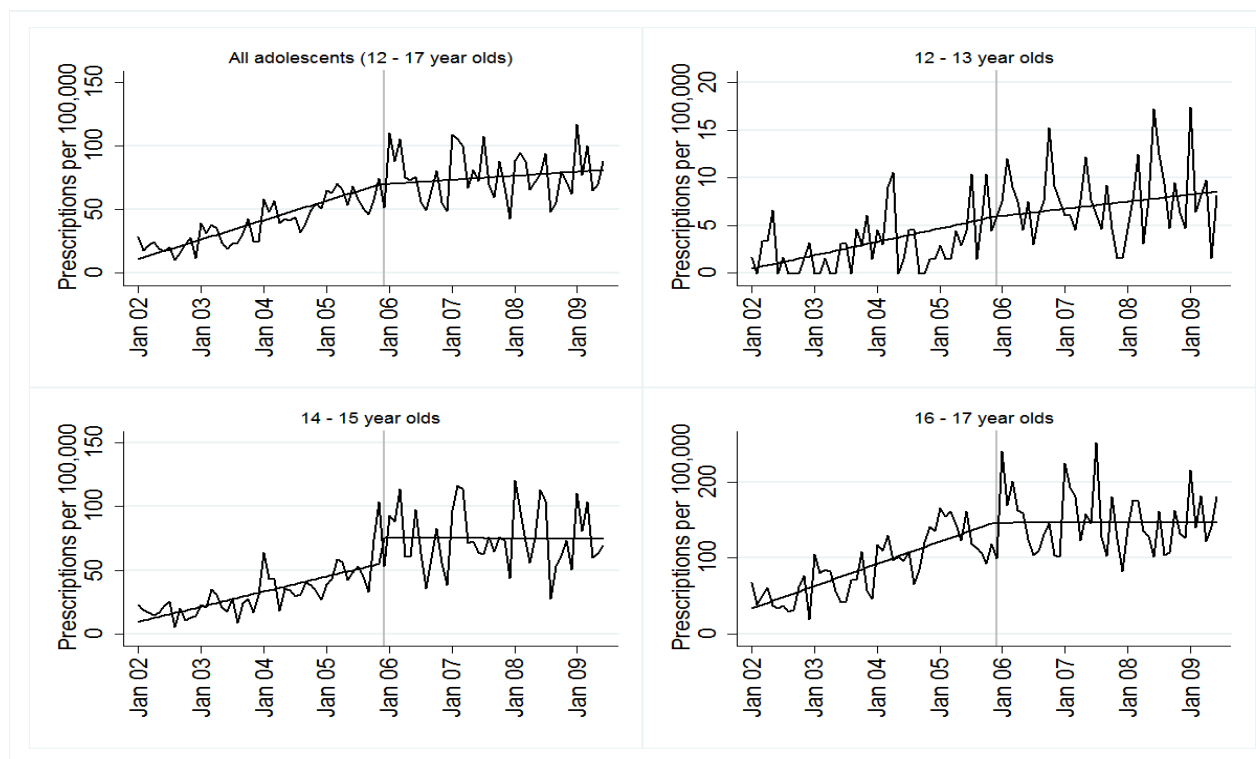 All adolescents (12 - 17 year olds)
Prescriptions per 100,000
150
100
50
0
Jan 02
Jan 03
Jan 04
Jan 05
Jan 06
Jan 07
Jan 08
Jan 09
12 - 13 year olds
Prescriptions per 100,000
20
15
10
5
0
Jan 02
Jan 03
Jan 04
Jan 05
Jan 06
Jan 07
Jan 08
Jan 09
14 - 15 year olds
Prescriptions per 100,000
150
100
50
0
Jan 02
Jan 03
Jan 04
Jan 05
Jan 06
Jan 07
Jan 08
Jan 09
16 - 17 year olds
Prescriptions per 100,000
200
100
0
Jan 02
Jan 03
Jan 04
Jan 05
Jan 06
Jan 07
Jan 08
Jan 09